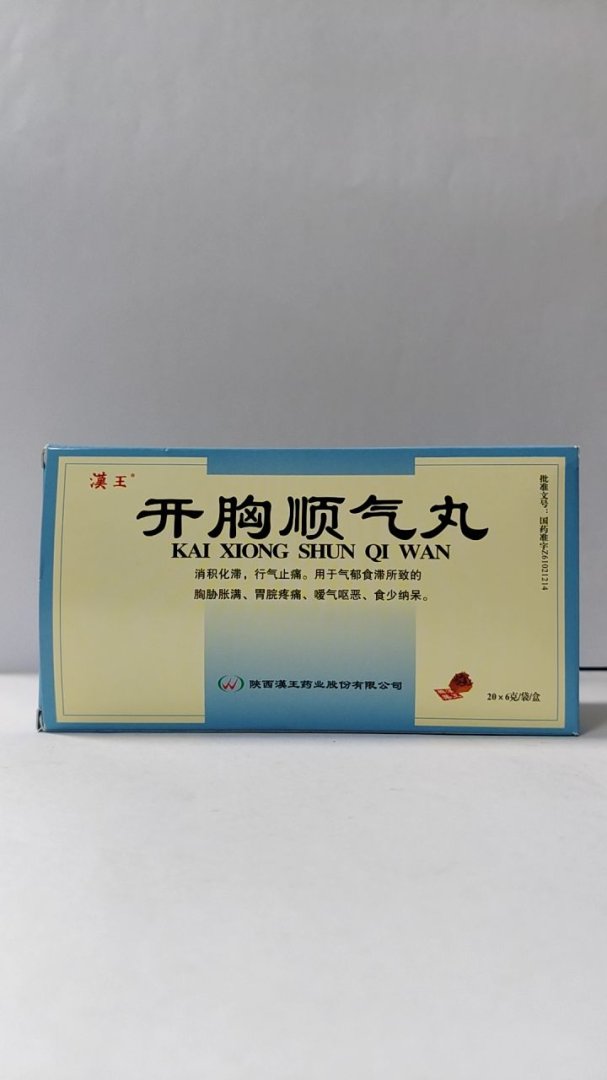 漢王®
开胸顺气丸
KAI XIONG SHUN QI WAN
消积化滞，行气止痛。用于气郁食滞所致的
胸胁胀满、胃脘疼痛、嗳气呕恶、食少纳呆。
批准文号：国药准字Z61021214
陕西漢王药业股份有限公司
20×6克/袋/盒